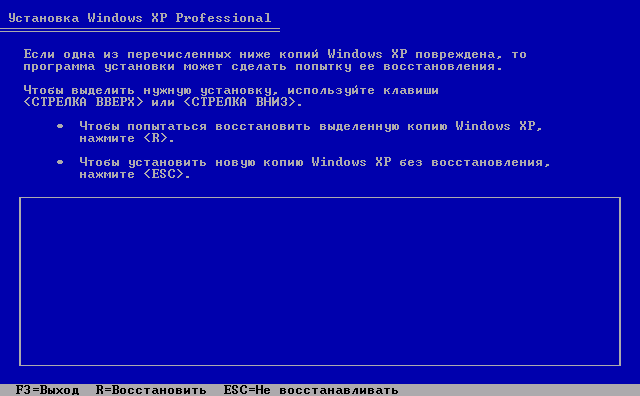 Установка Windows XP Professional
Если одна из перечисленных ниже копий Windows XP повреждена, то
программа установки может сделать попытку ее восстановления.
Чтобы выделить нужную установку, используйте клавиши
<СТРЕЛКА ВВЕРХ> или <СТРЕЛКА ВНИЗ>.
• Чтобы попытаться восстановить выделенную копию Windows XP,
нажмите <R>.
• Чтобы установить новую копию Windows XP без восстановления,
нажмите <ESC>.
F3=Выход R=Восстановить ESC=Не восстанавливать